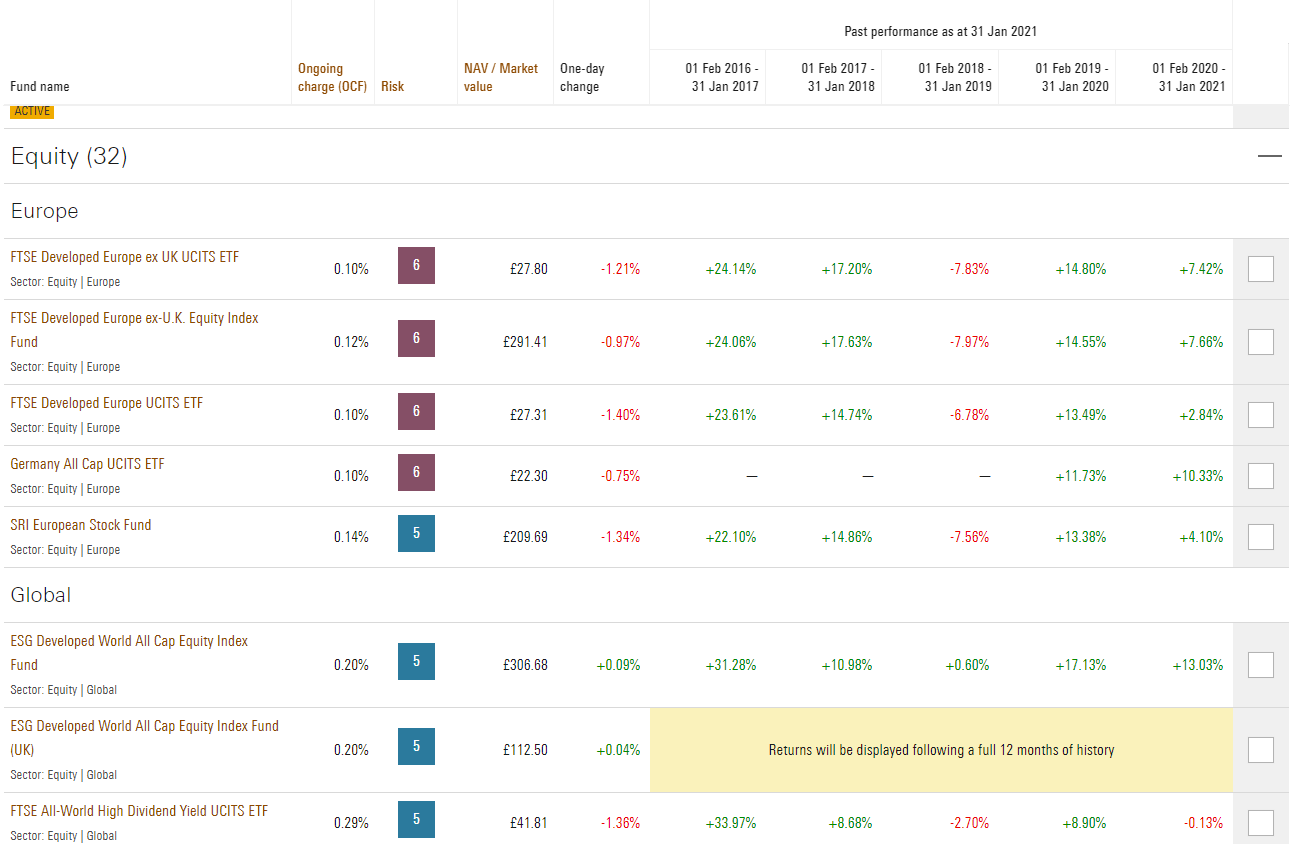 Past performance as at 31 Jan 2021
Fund name
Ongoing
charge (OCF)
Risk
NAV / Market
value
One-day
change
01 Feb 2016 -
31 Jan 2017
01 Feb 2017 -
31 Jan 2018
01 Feb 2018 -
31 Jan 2019
01 Feb 2019 -
31 Jan 2020
01 Feb 2020 -
31 Jan 2021
ACTIVE
Equity (32) —
Europe
FTSE Developed Europe ex UK UCITS ETF
Sector: Equity | Europe
0.10% 6 £27.80 -1.21% +24.14% +17.20% -7.83% +14.80% +7.42%
FTSE Developed Europe ex-U.K. Equity Index
Fund
Sector: Equity | Europe
0.12% 6 £291.41 -0.97% +24.06% +17.63% -7.97% +14.55% +7.66%
FTSE Developed Europe UCITS ETF
Sector: Equity | Europe
0.10% 6 £27.31 -1.40% +23.61% +14.74% -6.78% +13.49% +2.84%
Germany All Cap UCITS ETF
Sector: Equity | Europe
0.10% 6 £22.30 -0.75% — — — +11.73% +10.33%
SRI European Stock Fund
Sector: Equity | Europe
0.14% 5 £209.69 -1.34% +22.10% +14.86% -7.56% +13.38% +4.10%
Global
ESG Developed World All Cap Equity Index
Fund
Sector: Equity | Global
0.20% 5 £306.68 +0.09% +31.28% +10.98% +0.60% +17.13% +13.03%
ESG Developed World All Cap Equity Index Fund
(UK)
Sector: Equity | Global
0.20% 5 £112.50 +0.04% Returns will be displayed following a full 12 months of history
FTSE All-World High Dividend Yield UCITS ETF
Sector: Equity | Global
0.29% 5 £41.81 -1.36% +33.97% +8.68% -2.70% +8.90% -0.13%